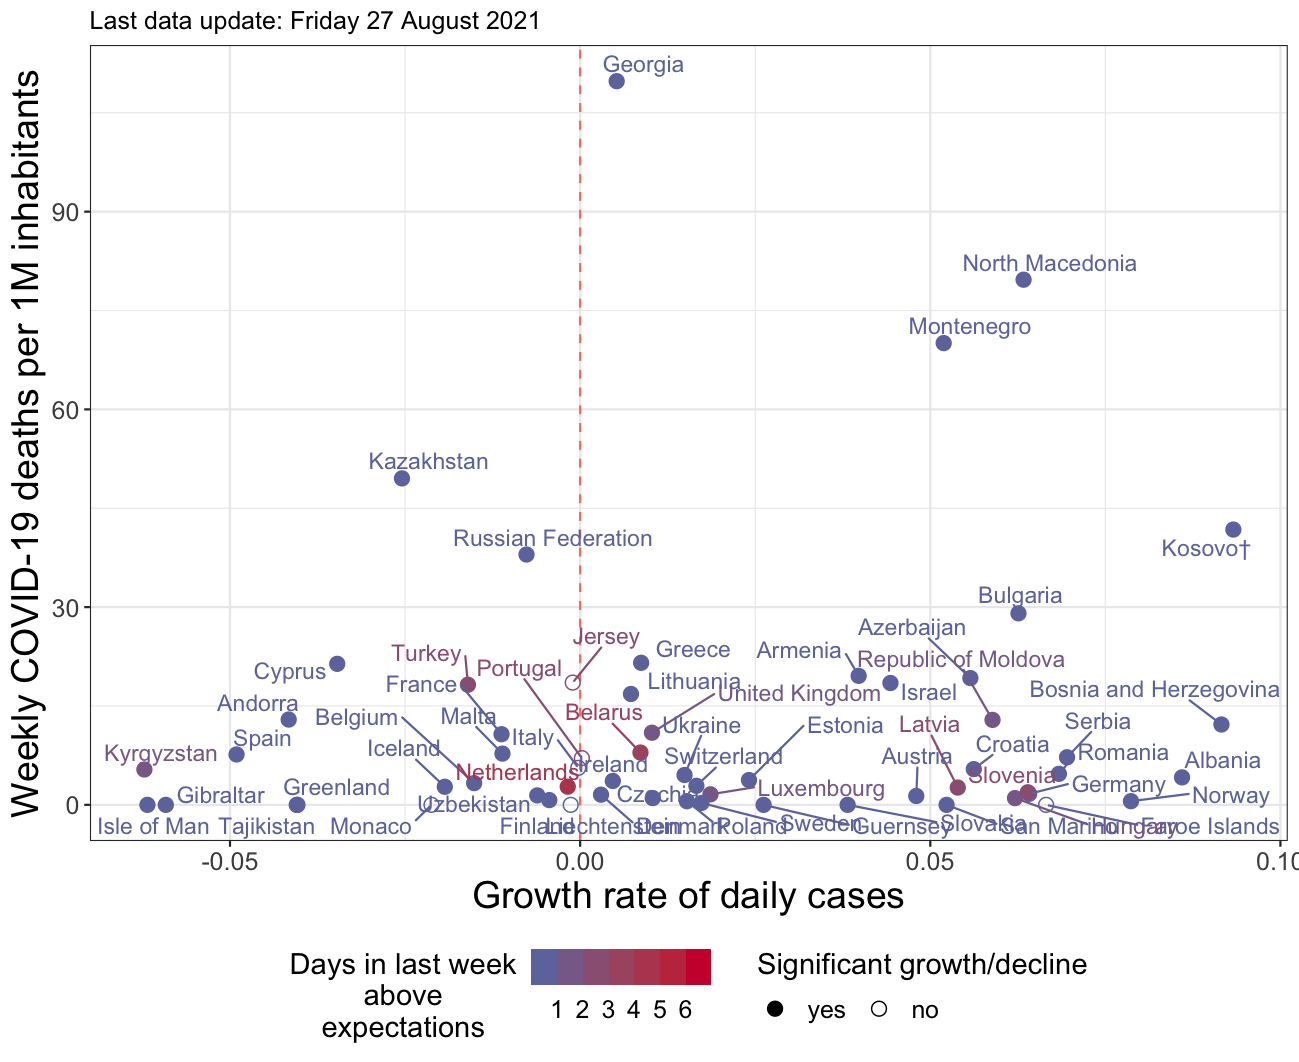 Last data update: Friday 27 August 2021
Georgia
North Macedonia
Montenegro
Kazakhstan
Russian Federation
Kosovo†
Bulgaria
Azerbaijan
Jersey
Turkey
Portugal
Greece
Armenia
Republic of Moldova
Cyprus
France
Lithuania
United Kingdom
Israel
Bosnia and Herzegovina
Andorra
Belgium
Malta
Belarus
Ukraine
Estonia
Latvia
Serbia
Spain
Italy
Iceland
Croatia
Kyrgyzstan
Ireland
Switzerland
Austria
Romania
Albania
Netherlands
Slovenia
Germany
Gibraltar
Greenland
Uzbekistan
Czechia
Luxembourg
Norway
Isle of Man
Tajikistan
Monaco
Finland
Liechtenstein
Denmark
Poland
Sweden
Guernsey
Slovakia
San Marino
Hungary
Faroe Islands
90
60
30
0
Weekly COVID-19 deaths per 1M inhabitants
-0.05
0.00
0.05
0.10
Growth rate of daily cases
Days in last week
above
expectations
1 2 3 4 5 6
Significant growth/decline
yes
no